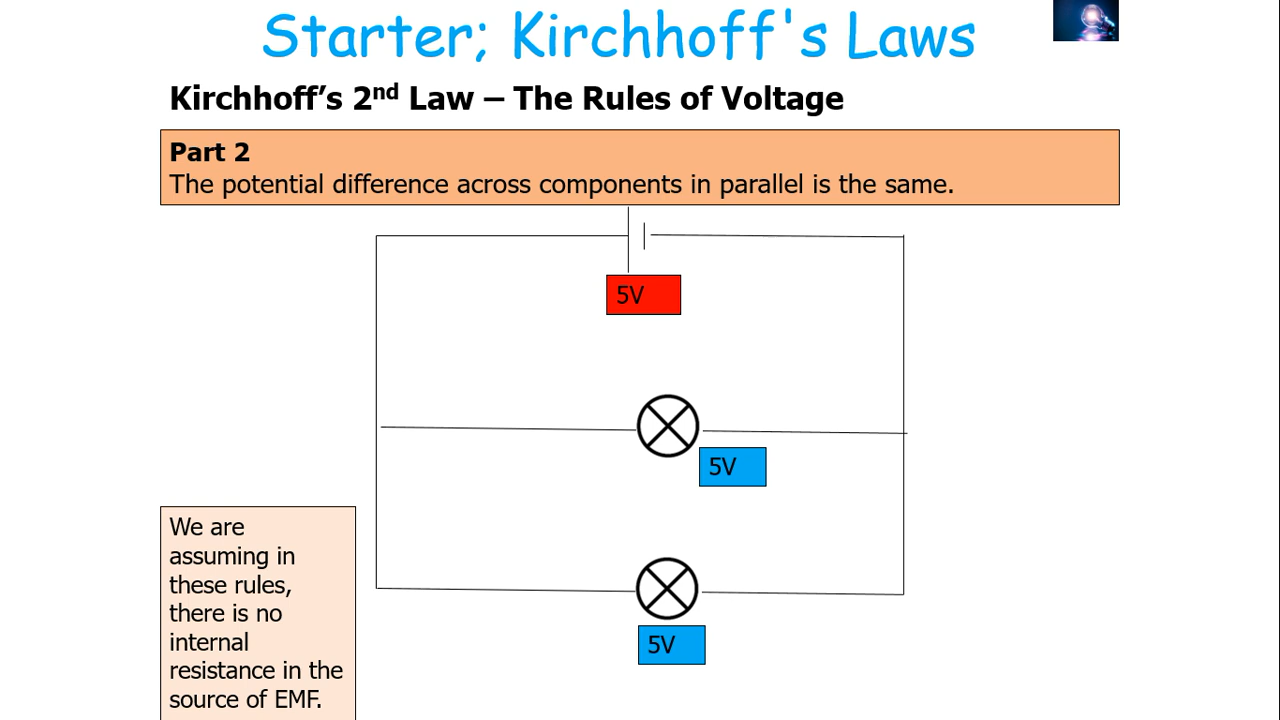 Starter; Kirchhoff's Laws
Kirchhoff’s 2nd Law – The Rules of Voltage
Part 2
The potential difference across components in parallel is the same.
5V
5V
5V
We are
assuming in
these rules,
there is no
internal
resistance in the
source of EMF.